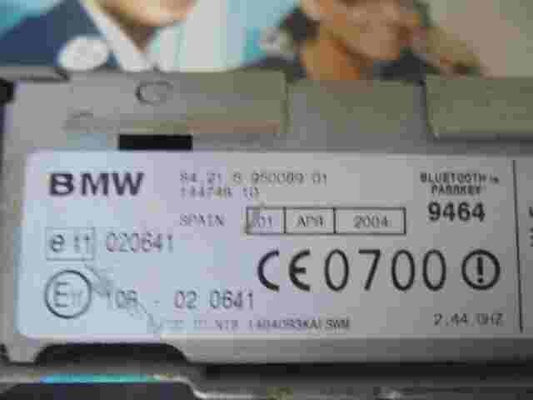 BMW
84.21 6 950069 01
144748.10
BLUETOOTH
PASSKEY
9464
SPAIN 01 APR 2004
e11 020641
CE0700
E11 10R - 02 0641
2.44 GHZ